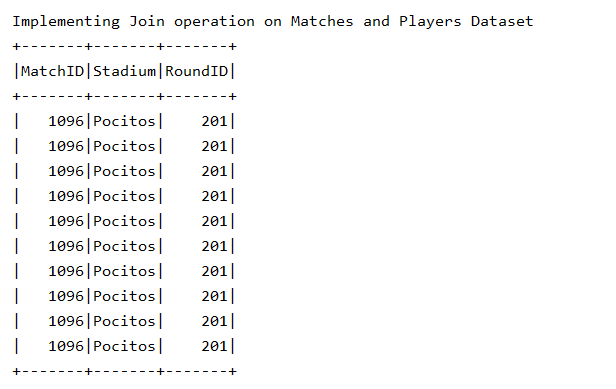 Implementing Join operation on Matches and Players Dataset
+-------+-------+-------+
|MatchID|Stadium|RoundID|
+-------+-------+-------+
|   1096|Pocitos|    201|
|   1096|Pocitos|    201|
|   1096|Pocitos|    201|
|   1096|Pocitos|    201|
|   1096|Pocitos|    201|
|   1096|Pocitos|    201|
|   1096|Pocitos|    201|
|   1096|Pocitos|    201|
|   1096|Pocitos|    201|
|   1096|Pocitos|    201|
+-------+-------+-------+